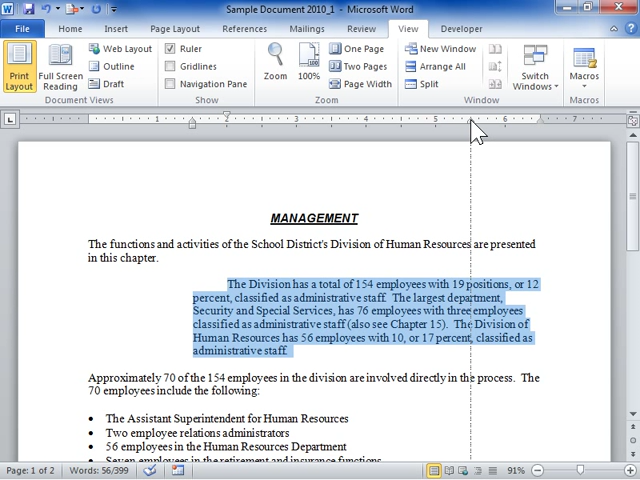 Sample Document 2010_1 - Microsoft Word
File Home Insert Page Layout References Mailings Review View Developer
Print Layout
Full Screen Reading
Web Layout
Outline
Draft
Document Views
Ruler
Gridlines
Navigation Pane
Show
Zoom
100%
One Page
Two Pages
Page Width
Zoom
New Window
Arrange All
Split
Switch Windows
Window
Macros
Macros
1 1 2 3 4 5 6 7
MANAGEMENT
The functions and activities of the School District's Division of Human Resources are presented
in this chapter.
The Division has a total of 154 employees with 19 positions, or 12
percent, classified as administrative staff. The largest department,
Security and Special Services, has 76 employees with three employees
classified as administrative staff (also see Chapter 15). The Division of
Human Resources has 56 employees with 10, or 17 percent, classified as
administrative staff.
Approximately 70 of the 154 employees in the division are involved directly in the process. The
70 employees include the following:
• The Assistant Superintendent for Human Resources
• Two employee relations administrators
• 56 employees in the Human Resources Department
• Seven employees in the retirement and insurance functions
Page: 1 of 2 Words: 56/399 91%